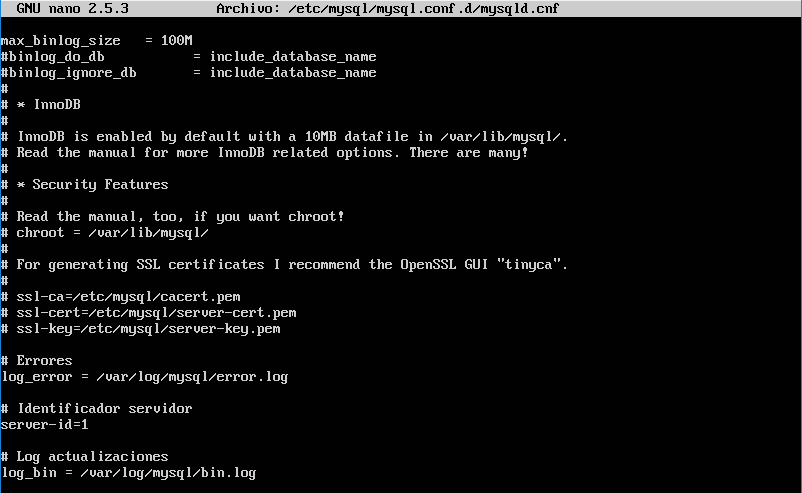 GNU nano 2.5.3 Archivo: /etc/mysql/mysql.conf.d/mysqld.cnf
max_binlog_size = 100M
#binlog_do_db = include_database_name
#binlog_ignore_db = include_database_name
#
# * InnoDB
#
# InnoDB is enabled by default with a 10MB datafile in /var/lib/mysql/.
# Read the manual for more InnoDB related options. There are many!
#
# * Security Features
#
# Read the manual, too, if you want chroot!
# chroot = /var/lib/mysql/
#
# For generating SSL certificates I recommend the OpenSSL GUI "tinyca".
#
# ssl-ca=/etc/mysql/cacert.pem
# ssl-cert=/etc/mysql/server-cert.pem
# ssl-key=/etc/mysql/server-key.pem
# Errores
log_error = /var/log/mysql/error.log
# Identificador servidor
server-id=1
# Log actualizaciones
log_bin = /var/log/mysql/bin.log